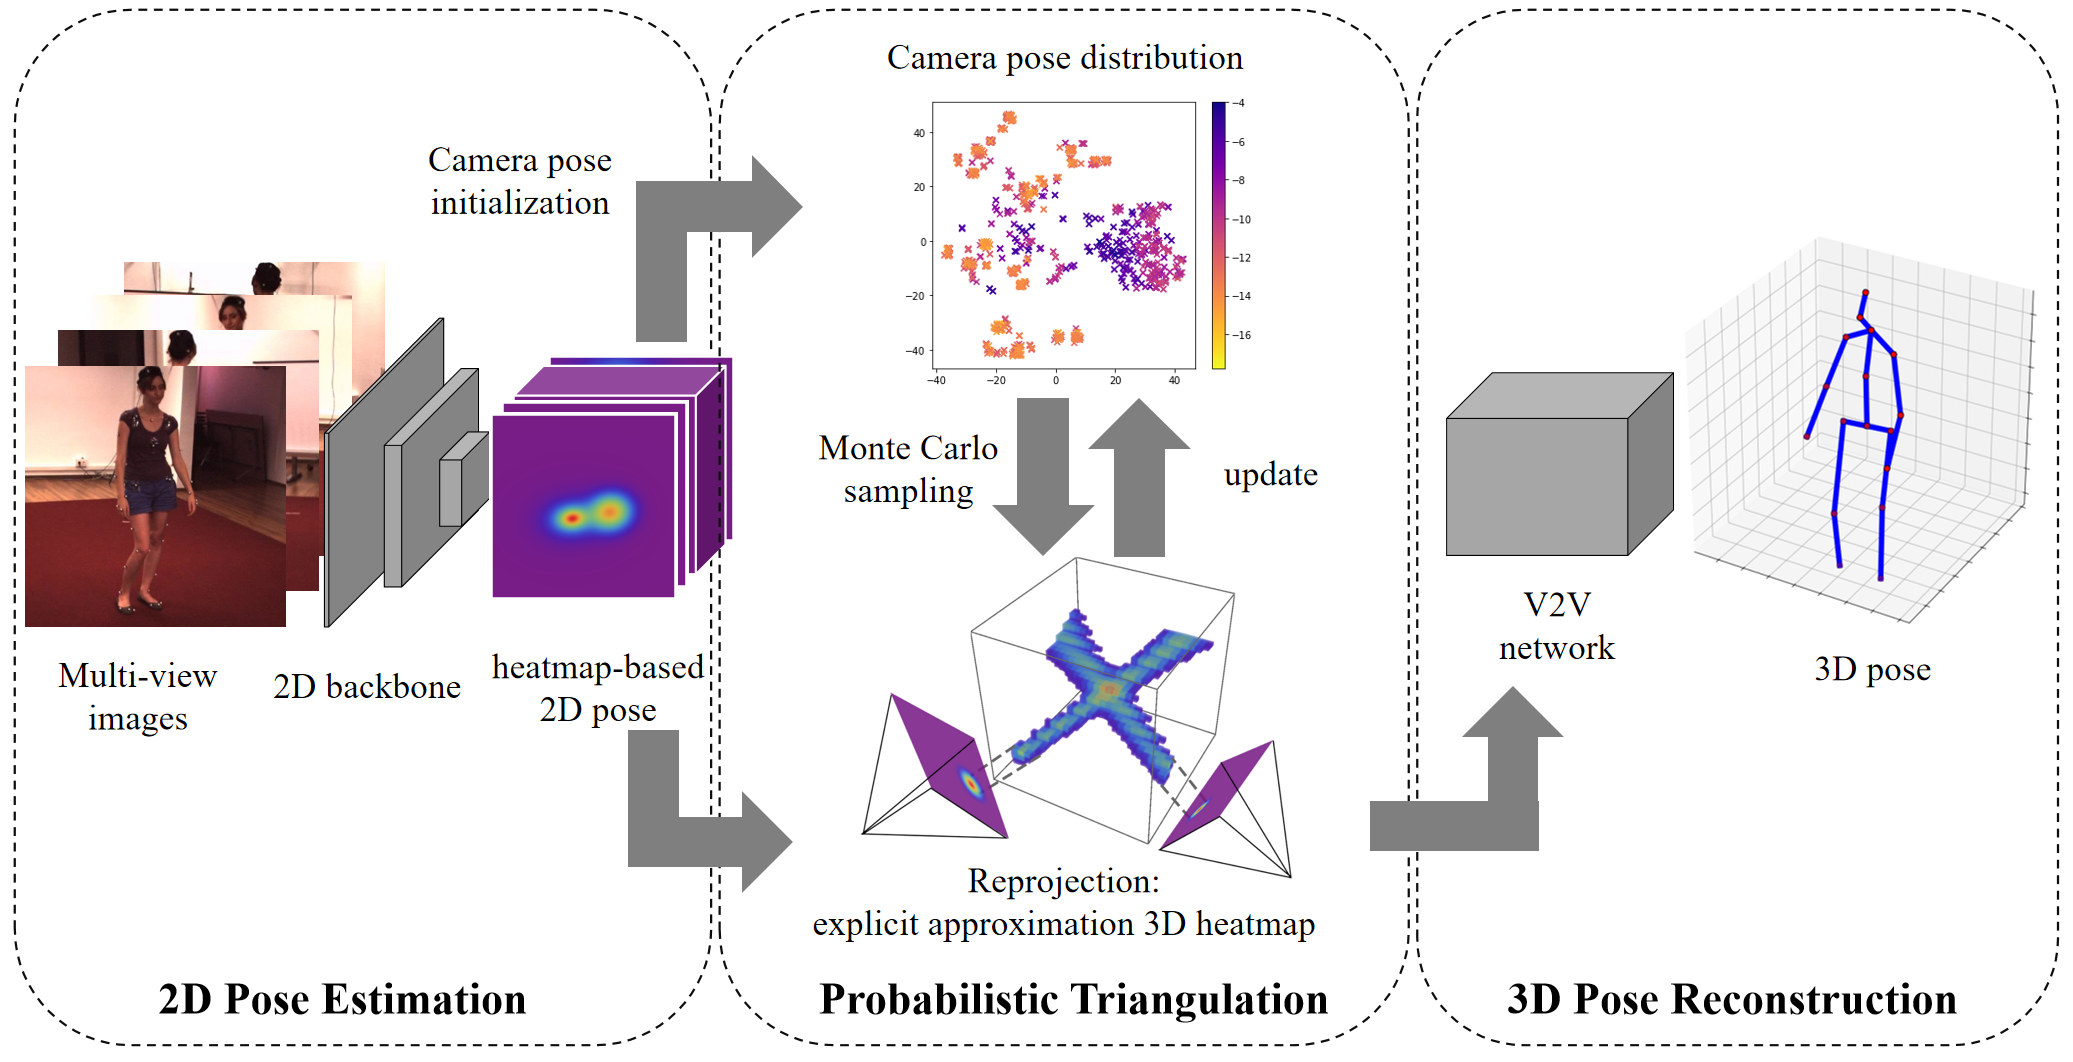 Camera pose distribution
Camera pose
initialization
40
20
0
−20
−40
−40
−20
0
20
40
−4
−6
−8
−10
−12
−14
−16
Monte Carlo
sampling
update
Multi-view
images
2D backbone
heatmap-based
2D pose
Reprojection:
explicit approximation 3D heatmap
V2V
network
3D pose
2D Pose Estimation
Probabilistic Triangulation
3D Pose Reconstruction